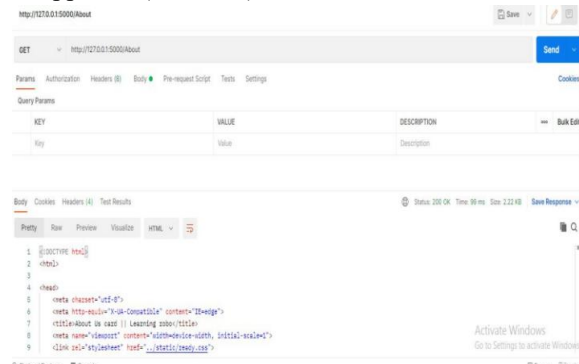 http://127.0.0.1:5000/About
Save
GET http://127.0.0.1:5000/About Send
Params Authorization Headers (8) Body Pre-request Script Tests Settings Cookies
Query Params
KEY VALUE DESCRIPTION Bulk Edit
Key Value Description
Body Cookies Headers (4) Test Results Status: 200 OK Time: 96 ms Size: 2.22 KB Save Response
Pretty Raw Preview Visualize HTML
1 <!DOCTYPE html>
2 <html>
3
4 <head>
5 <meta charset="utf-8">
6 <meta http-equiv="X-UA-Compatible" content="IE=edge">
7 <title>About Us card || Learning robo</title>
8 <meta name="viewport" content="width=device-width, initial-scale=1">
9 <link rel="stylesheet" href="../static/ready.css">
Activate Windows
Go to Settings to activate Windows